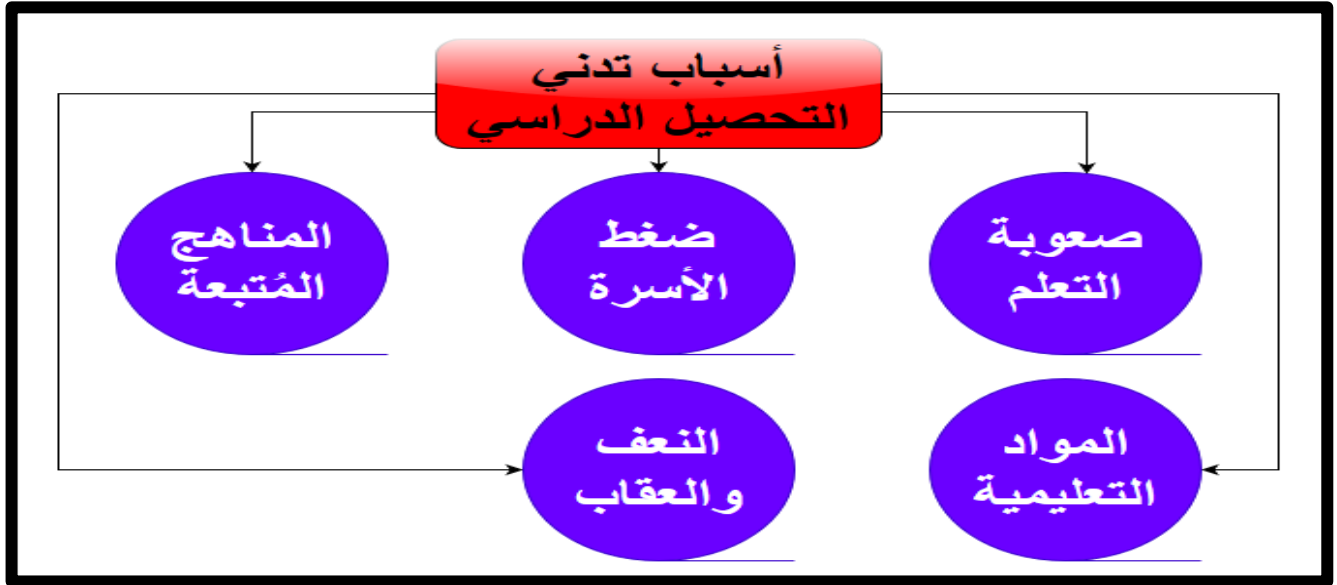 أسباب تدني
التحصيل الدراسي
صعوبة
التعلم
ضغط
الأسرة
المناهج
المُتبعة
المواد
التعليمية
النعف
والعقاب